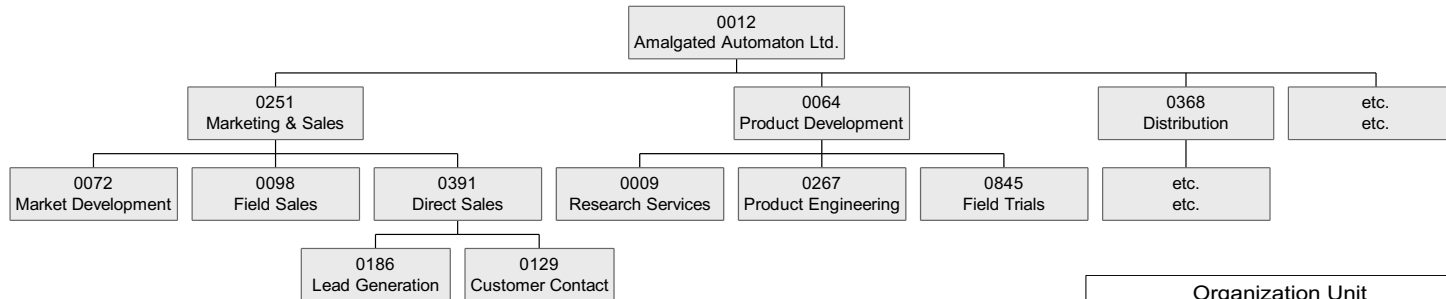 0012
Amalgated Automaton Ltd.
0251
Marketing & Sales
0064
Product Development
0368
Distribution
etc.
etc.
0072
Market Development
0098
Field Sales
0391
Direct Sales
0009
Research Services
0267
Product Engineering
0845
Field Trials
etc.
etc.
0186
Lead Generation
0129
Customer Contact
Organization Unit